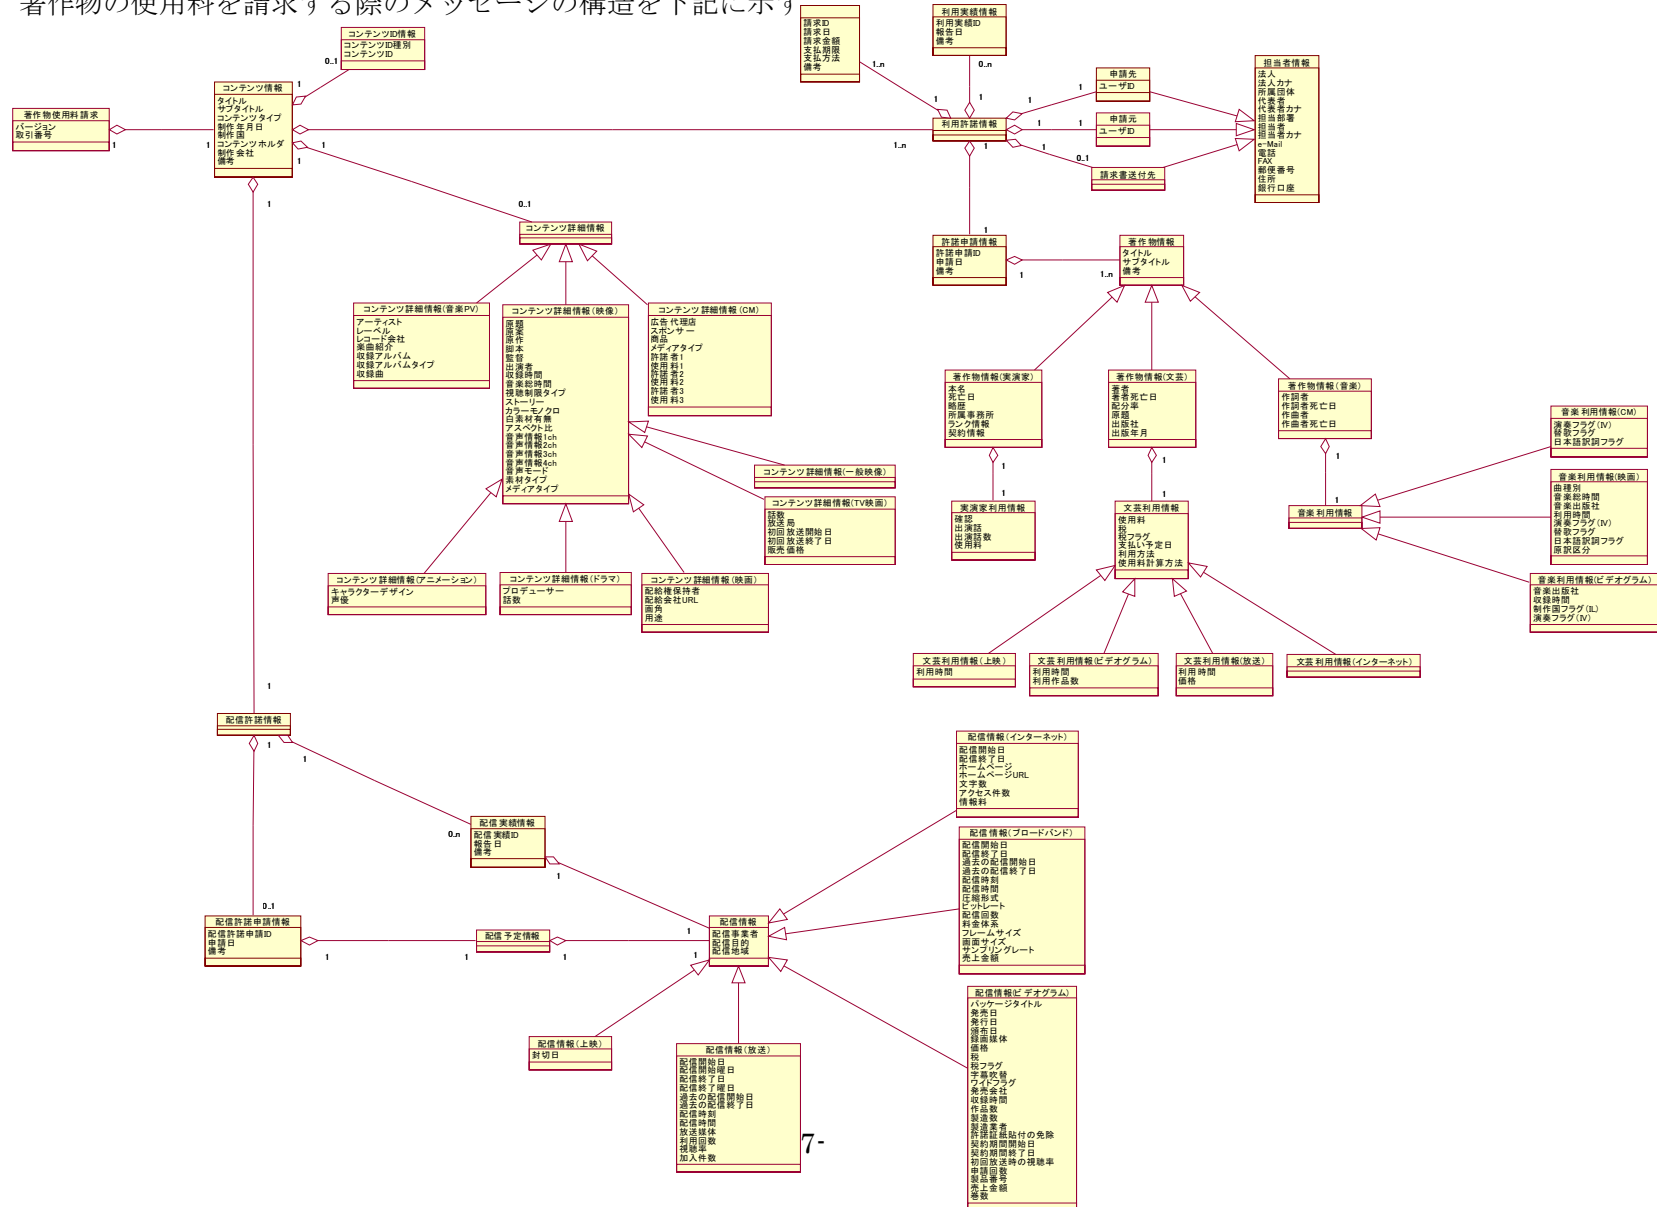 著作物の使用料を請求する際のメッセージの構造を下記に示す
請求ID
請求日
請求金額
支払期限
支払方法
備考
利用実績情報
利用実績ID
報告日
備考
コンテンツID情報
コンテンツID種別
コンテンツID
0..1
1
1..n
0..n
担当者情報
法人
法人カナ
所属団体
代表者
代表者カナ
担当部署
担当者
担当者カナ
e-Mail
電話
FAX
郵便番号
住所
銀行口座
申請先
ユーザID
申請元
ユーザID
請求書送付先
1
1
1
1
1
1
1
1
0..1
コンテンツ情報
タイトル
サブタイトル
コンテンツタイプ
制作年月日
制作国
コンテンツホルダ
制作会社
備考
著作物使用料請求
バージョン
取引番号
1
1
1
1
1
利用許諾情報
1..n
0..1
コンテンツ詳細情報
許諾申請情報
許諾申請ID
申請日
備考
1
1
1..n
著作物情報
タイトル
サブタイトル
備考
コンテンツ詳細情報(音楽PV)
アーティスト
レーベル
レコード会社
楽曲紹介
収録アルバム
収録アルバムタイプ
収録曲
コンテンツ詳細情報(映像)
原題
原案
原作
脚本
監督
出演者
収録時間
音楽総時間
視聴制限タイプ
ストーリー
カラーモノクロ
白素材有無
アスペクト比
音声情報1ch
音声情報2ch
音声情報3ch
音声情報4ch
音声モード
素材タイプ
メディアタイプ
コンテンツ詳細情報(CM)
広告代理店
スポンサー
商品
メディアタイプ
許諾者1
使用料1
許諾者2
使用料2
許諾者3
使用料3
コンテンツ詳細情報(一般映像)
コンテンツ詳細情報(TV映画)
話数
放送局
初回放送開始日
初回放送終了日
販売価格
コンテンツ詳細情報(アニメーション)
キャラクターデザイン
声優
コンテンツ詳細情報(ドラマ)
プロデューサー
話数
コンテンツ詳細情報(映画)
配給権保持者
配給会社URL
画角
用途
著作物情報(実演家)
本名
死亡日
略歴
所属事務所
ランク情報
契約情報
1
1
実演家利用情報
確認
出演話
出演話数
使用料
著作物情報(文芸)
著者
著者死亡日
配分率
原題
出版社
出版年月
1
1
文芸利用情報
使用料
税
税フラグ
支払い予定日
利用方法
使用料計算方法
著作物情報(音楽)
作詞者
作詞者死亡日
作曲者
作曲者死亡日
1
1
音楽利用情報
音楽利用情報(CM)
演奏フラグ(IV)
替歌フラグ
日本語訳詞フラグ
音楽利用情報(映画)
曲種別
音楽総時間
音楽出版社
利用時間
演奏フラグ(IV)
替歌フラグ
日本語訳詞フラグ
原訳区分
音楽利用情報(ビデオグラム)
音楽出版社
収録時間
制作国フラグ(IL)
演奏フラグ(IV)
文芸利用情報(上映)
利用時間
文芸利用情報(ビデオグラム)
利用時間
利用作品数
文芸利用情報(放送)
利用時間
価格
文芸利用情報(インターネット)
1
配信許諾情報
1
1
0..n
配信実績情報
配信実績ID
報告日
備考
1
0..1
配信許諾申請情報
配信許諾申請ID
申請日
備考
1
1
配信予定情報
1
1
1
配信情報
配信事業者
配信目的
配信地域
配信情報(インターネット)
配信開始日
配信終了日
ホームページ
ホームページURL
文字数
アクセス件数
情報料
配信情報(ブロードバンド)
配信開始日
配信終了日
過去の配信開始日
過去の配信終了日
配信時刻
配信時間
圧縮形式
ビットレート
配信回数
料金体系
フレームサイズ
画面サイズ
サンプリングレート
売上金額
配信情報(ビデオグラム)
パッケージタイトル
発売日
発行日
頒布日
録画媒体
価格
税
税フラグ
字幕吹替
ワイドフラグ
発売会社
収録時間
作品数
製造数
製造業者
許諾証紙貼付の免除
契約期間開始日
契約期間終了日
初回放送時の視聴率
申請回数
製品番号
売上金額
巻数
配信情報(上映)
封切日
配信情報(放送)
配信開始日
配信開始曜日
配信終了日
配信終了曜日
過去の配信開始日
過去の配信終了日
配信時刻
配信時間
放送媒体
利用回数
視聴率
加入件数
7-